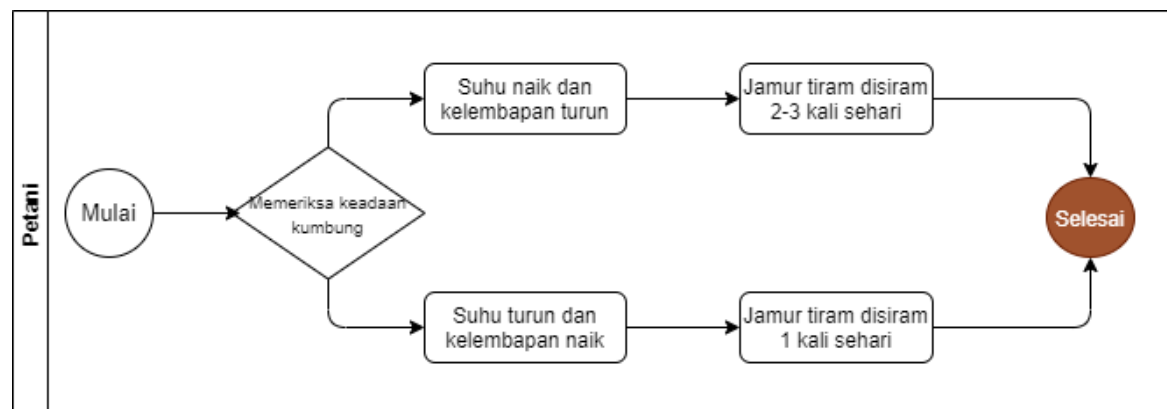 Petani
Mulai
Memeriksa keadaan
kumbung
Suhu naik dan
kelembapan turun
Jamur tiram disiram
2-3 kali sehari
Suhu turun dan
kelembapan naik
Jamur tiram disiram
1 kali sehari
Selesai